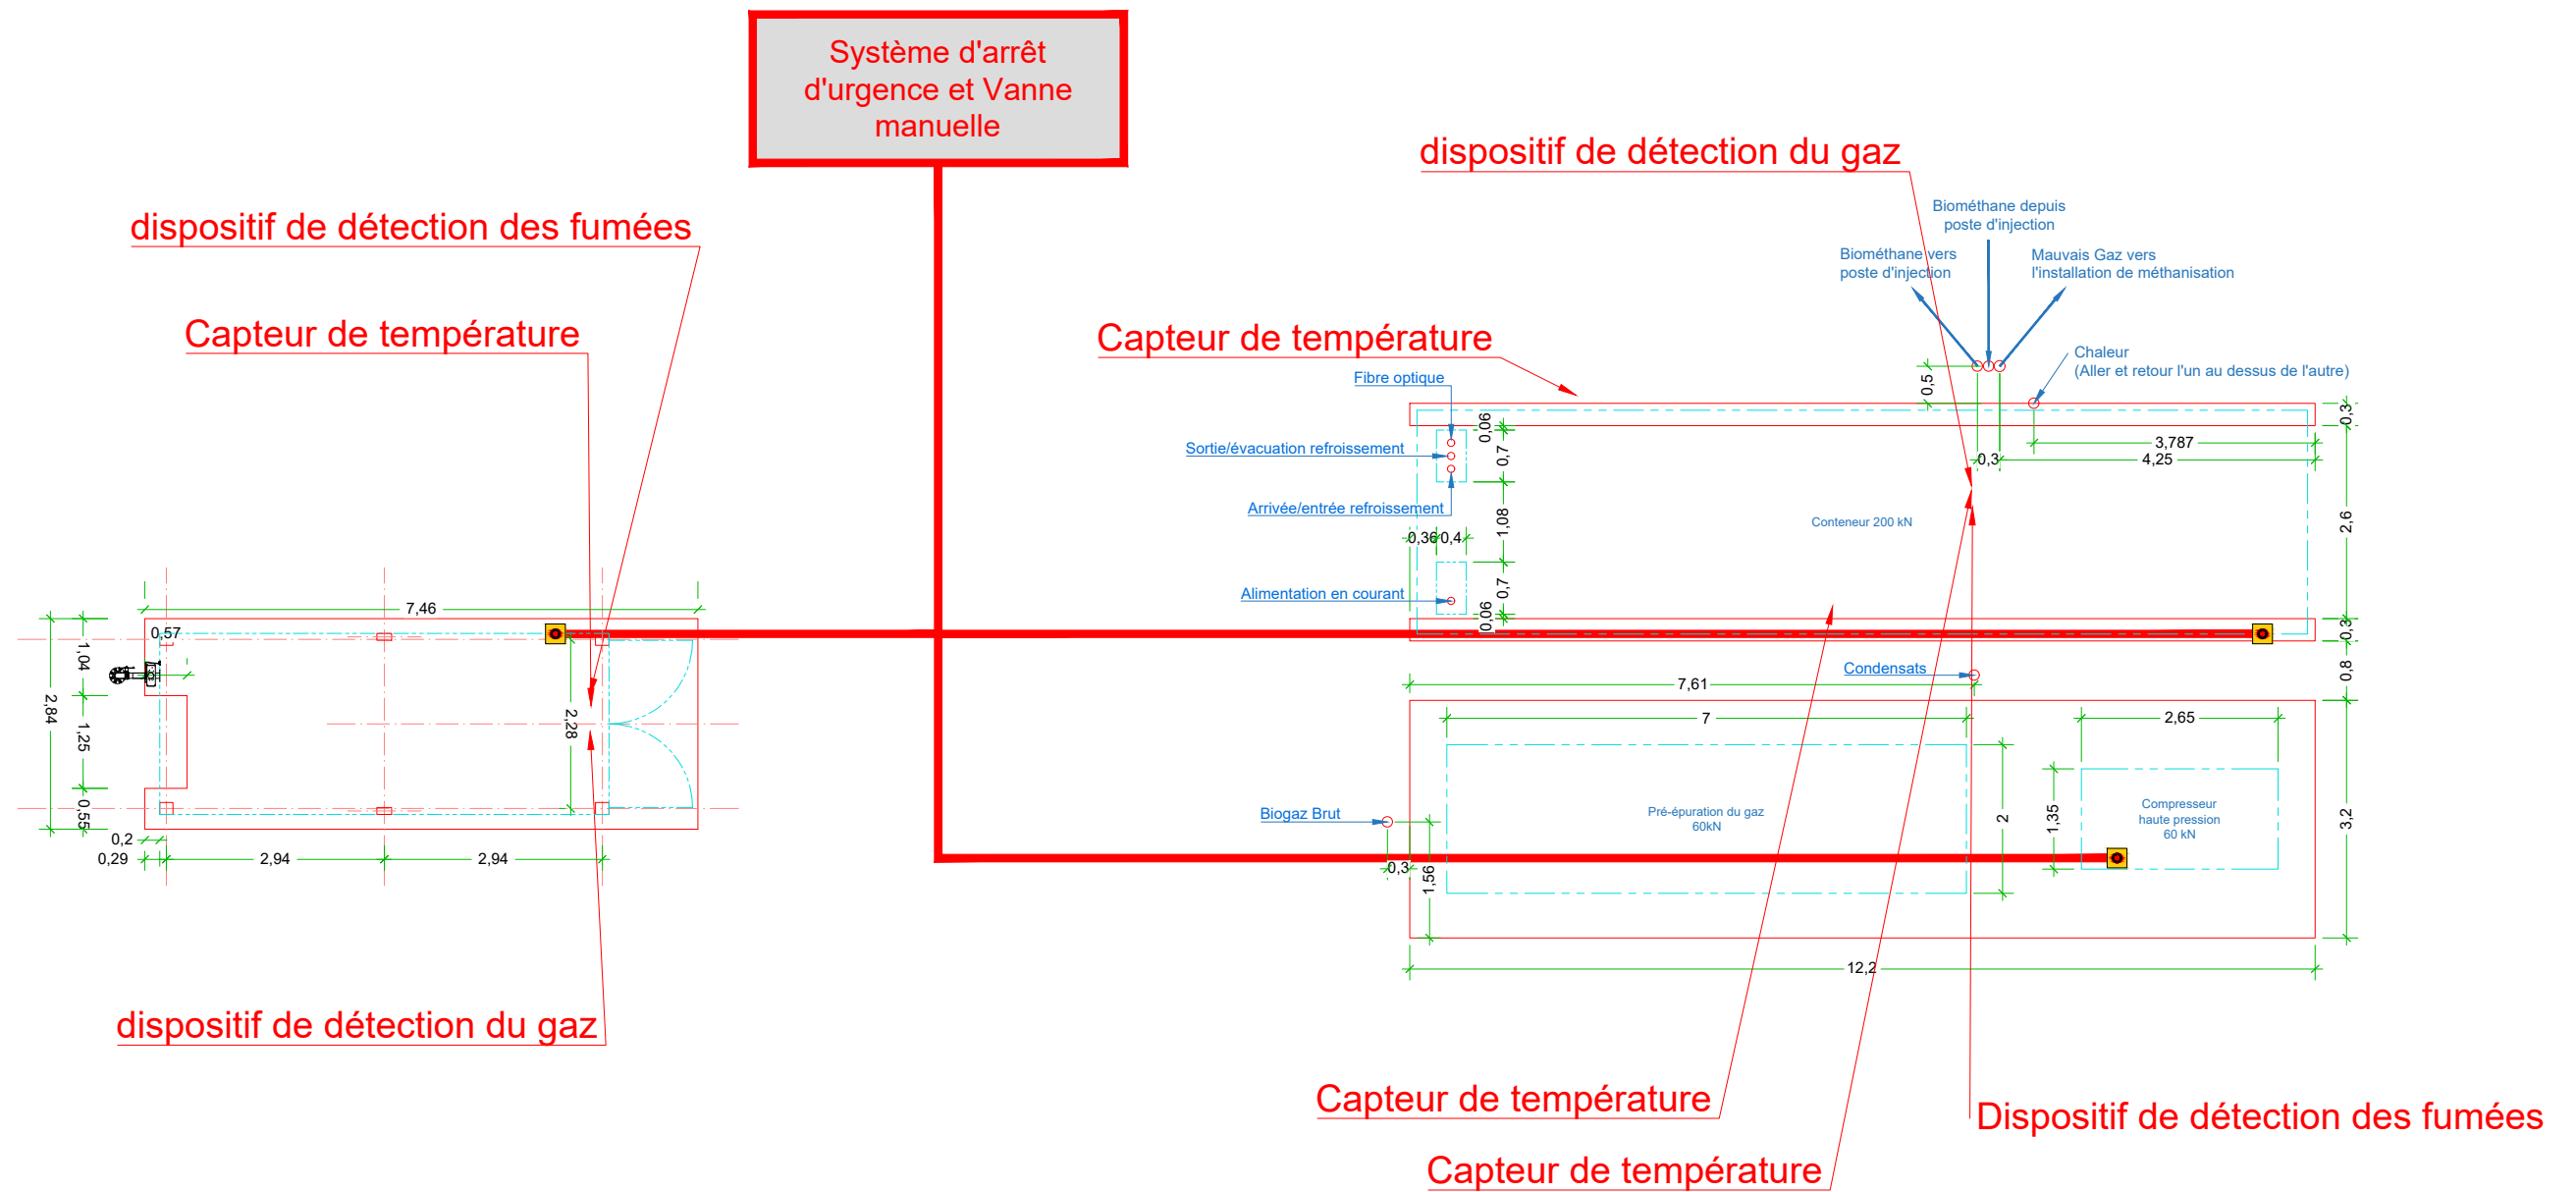 Système d'arrêt
d'urgence et Vanne
manuelle
dispositif de détection des fumées
Capteur de température
7,46
0,57
1,04
2,84
1,25
0,55
2,28
0,2
0,29
2,94
2,94
dispositif de détection du gaz
dispositif de détection du gaz
Biométhane depuis
poste d'injection
Biométhane vers
poste d'injection
Mauvais Gaz vers
l'installation de méthanisation
Capteur de température
Chaleur
(Aller et retour l'un au dessus de l'autre)
Fibre optique
0,5
0,3
0,06
Sortie/évacuation refroissement
0,7
3,787
0,3
4,25
Arrivée/entrée refroissement
1,08
Conteneur 200 kN
2,6
0,36
0,4
Alimentation en courant
0,7
0,06
0,3
Condensats
0,8
7,61
7
2,65
Biogaz Brut
Pré-épuration du gaz
60kN
2
1,35
Compresseur
haute pression
60 kN
3,2
0,3
1,56
12,2
Capteur de température
Dispositif de détection des fumées
Capteur de température